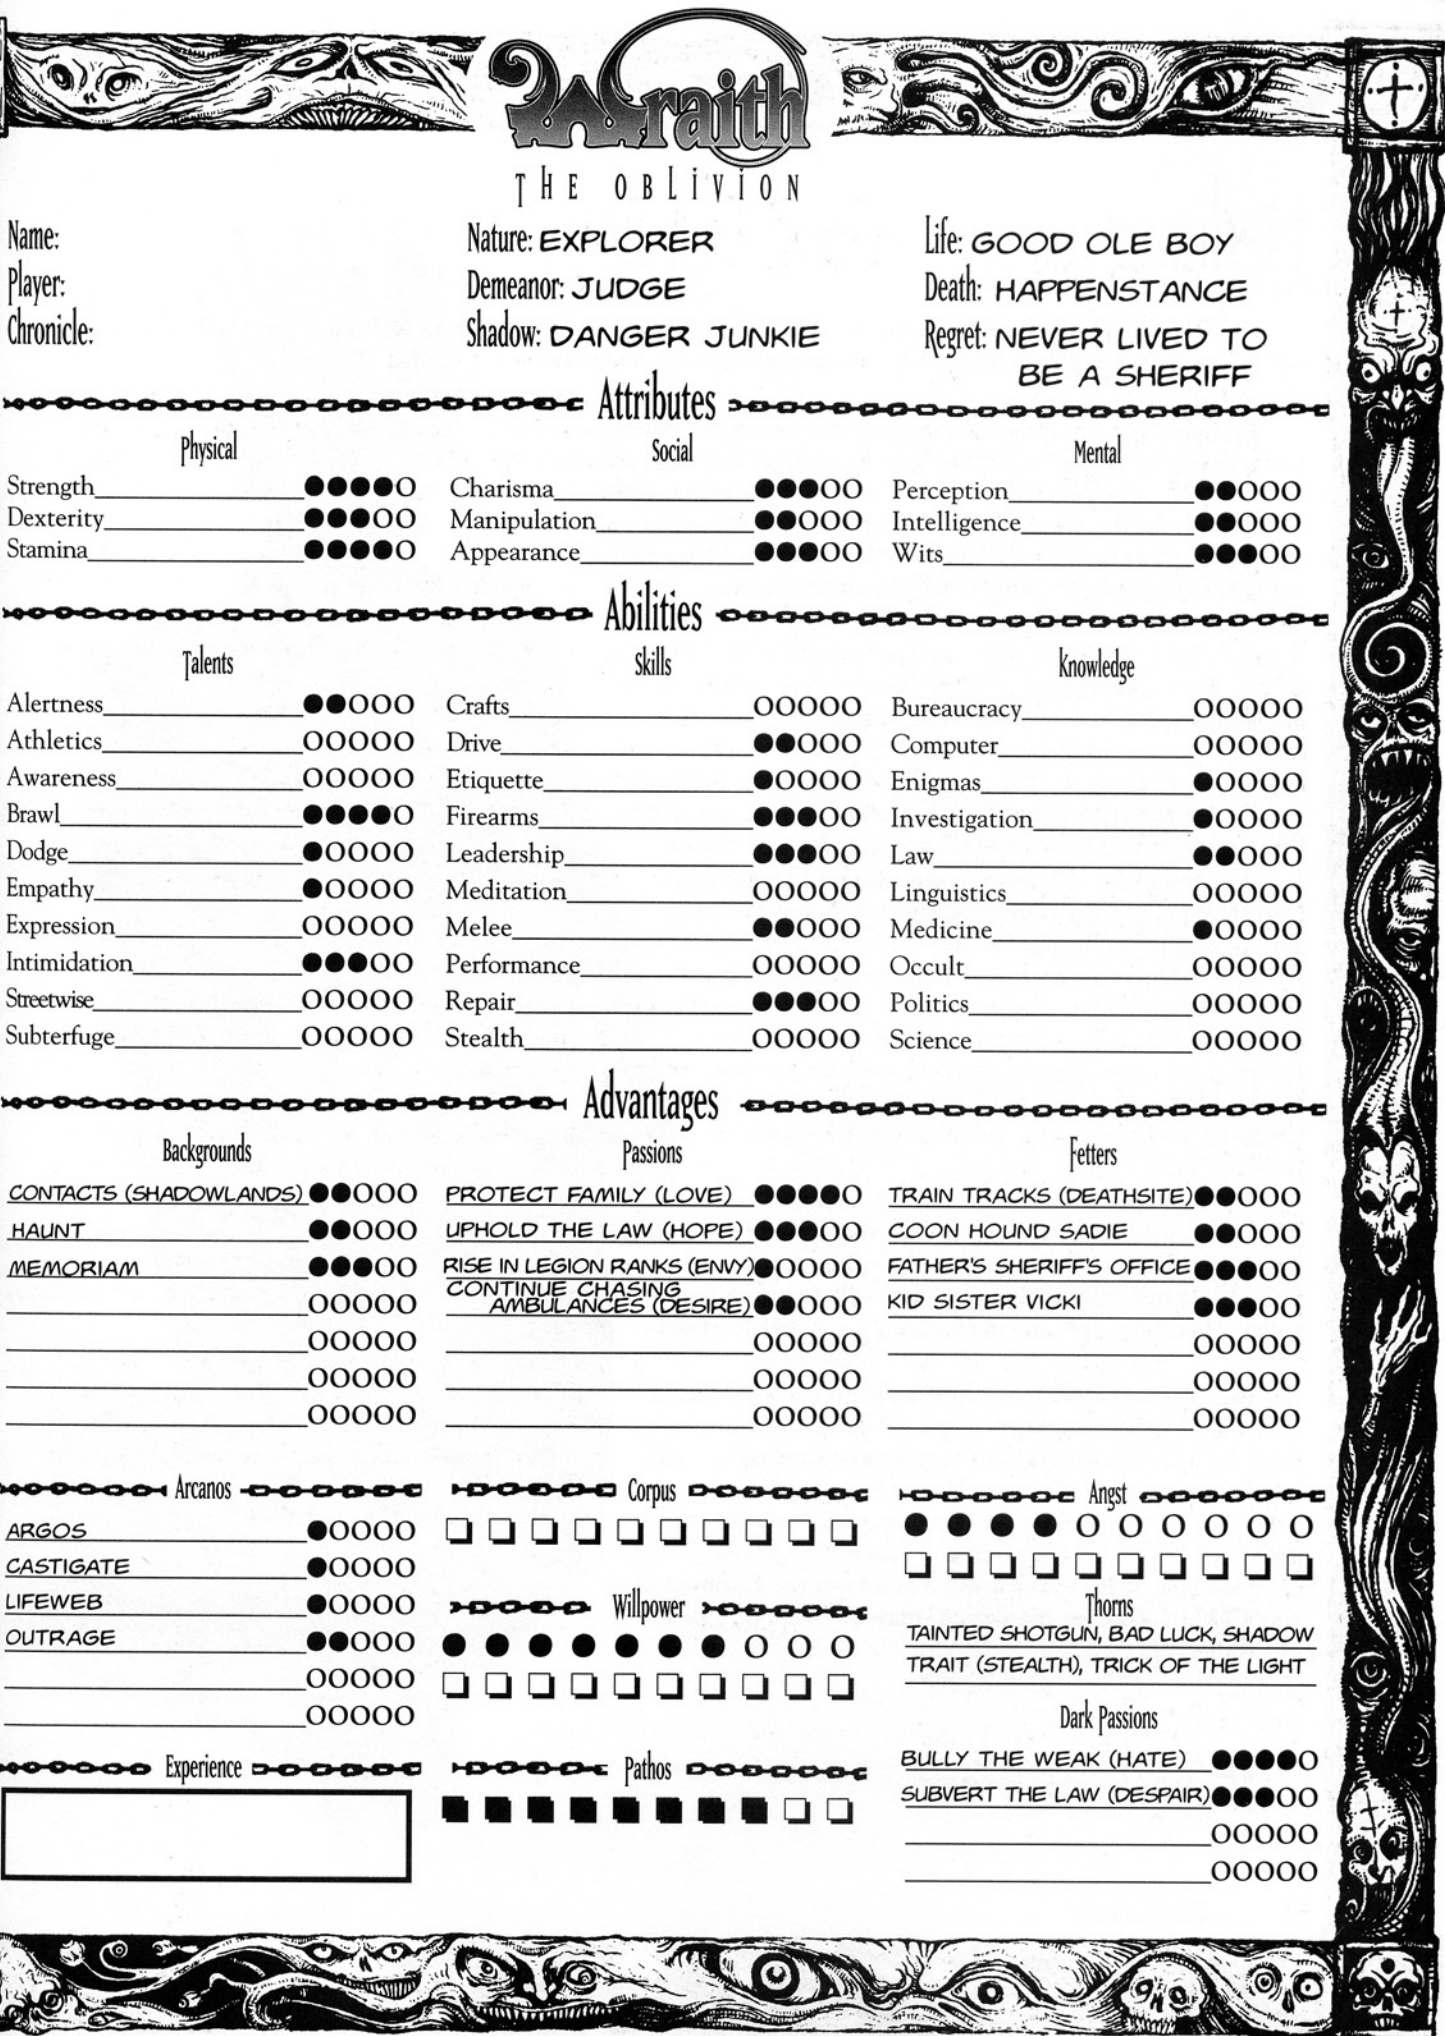 Wraith
THE OBLIVION
Name:
Player:
Chronicle:
Nature: EXPLORER
Demeanor: JUDGE
Shadow: DANGER JUNKIE
Life: GOOD OLE BOY
Death: HAPPENSTANCE
Regret: NEVER LIVED TO
BE A SHERIFF
Attributes
Physical
Strength
Dexterity
Stamina
Social
Charisma
Manipulation
Appearance
Mental
Perception
Intelligence
Wits
Abilities
Talents
Alertness
Athletics
Awareness
Brawl
Dodge
Empathy
Expression
Intimidation
Streetwise
Subterfuge
Skills
Crafts
Drive
Etiquette
Firearms
Leadership
Meditation
Melee
Performance
Repair
Stealth
Knowledge
Bureaucracy
Computer
Enigmas
Investigation
Law
Linguistics
Medicine
Occult
Politics
Science
Advantages
Backgrounds
CONTACTS (SHADOWLANDS)
HAUNT
MEMORIAM
Passions
PROTECT FAMILY (LOVE)
UPHOLD THE LAW (HOPE)
RISE IN LEGION RANKS (ENVY)
CONTINUE CHASING
AMBULANCES (DESIRE)
Fetters
TRAIN TRACKS (DEATHSITE)
COON HOUND SADIE
FATHER'S SHERIFF'S OFFICE
KID SISTER VICKI
Arcanos
ARGOS
CASTIGATE
LIFEWEB
OUTRAGE
Experience
Corpus
Willpower
Pathos
Angst
Thorns
TAINTED SHOTGUN, BAD LUCK, SHADOW
TRAIT (STEALTH), TRICK OF THE LIGHT
Dark Passions
BULLY THE WEAK (HATE)
SUBVERT THE LAW (DESPAIR)